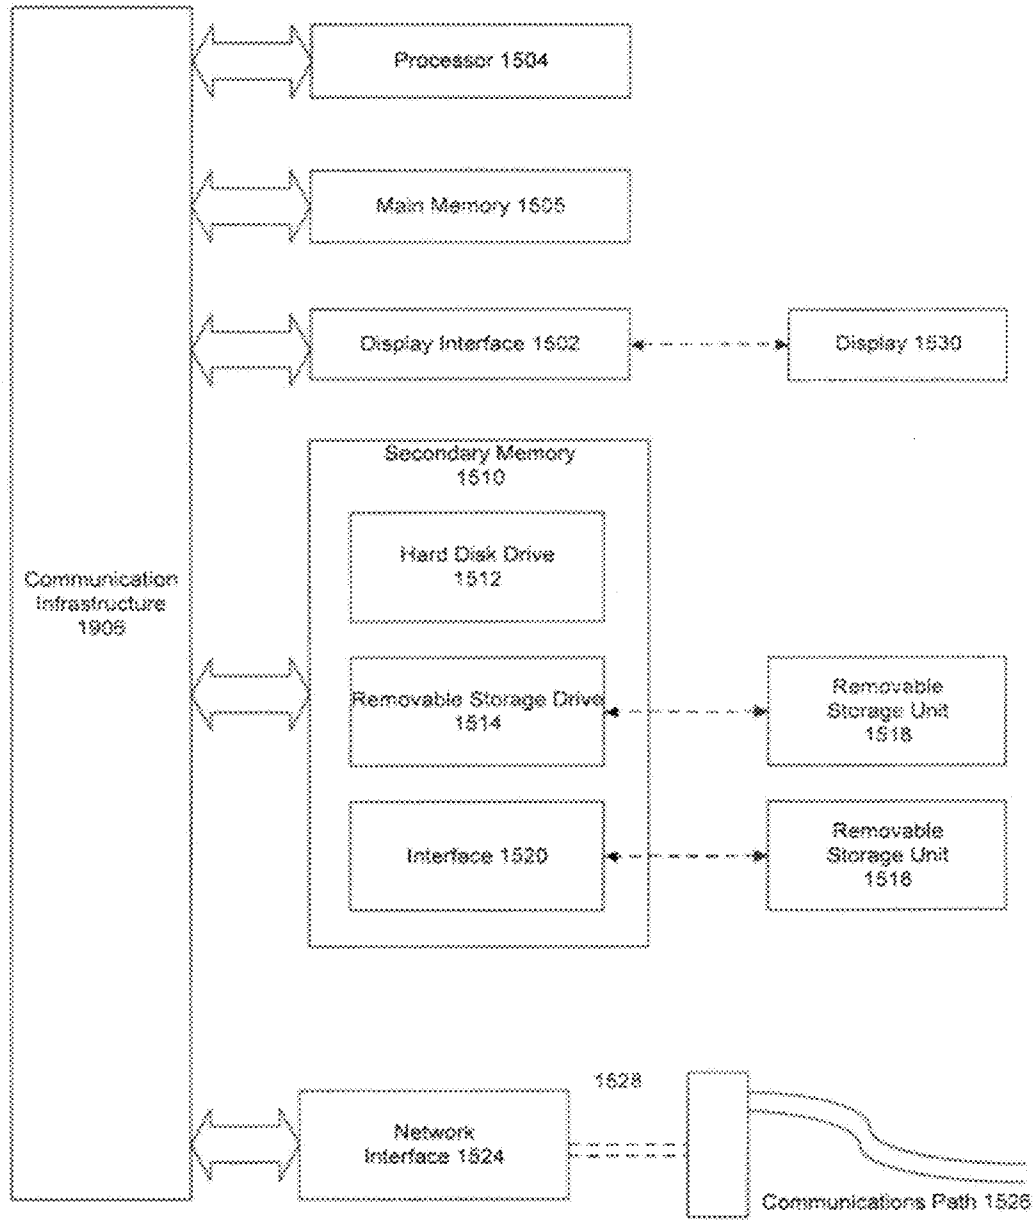 Processor 1504
Main Memory 1505
Display Interface 1502
Display 1530
Secondary Memory
1510
Hard Disk Drive
1512
Communication
Infrastructure
1906
Removable Storage Drive
1514
Removable
Storage Unit
1518
Interface 1520
Removable
Storage Unit
1518
1528
Network
Interface 1524
Communications Path 1526